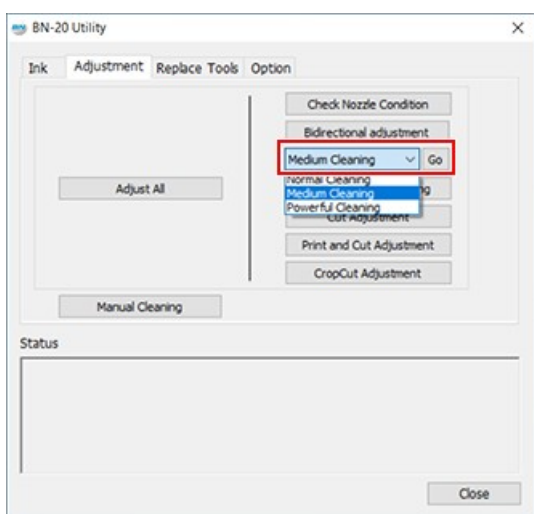 BN-20 Utility
Ink Adjustment Replace Tools Option
Check Nozzle Condition
Bidirectional adjustment
Medium Cleaning Go
Normal Cleaning
Medium Cleaning
Powerful Cleaning
Adjust All
Cut Adjustment
Print and Cut Adjustment
CropCut Adjustment
Manual Cleaning
Status
Close